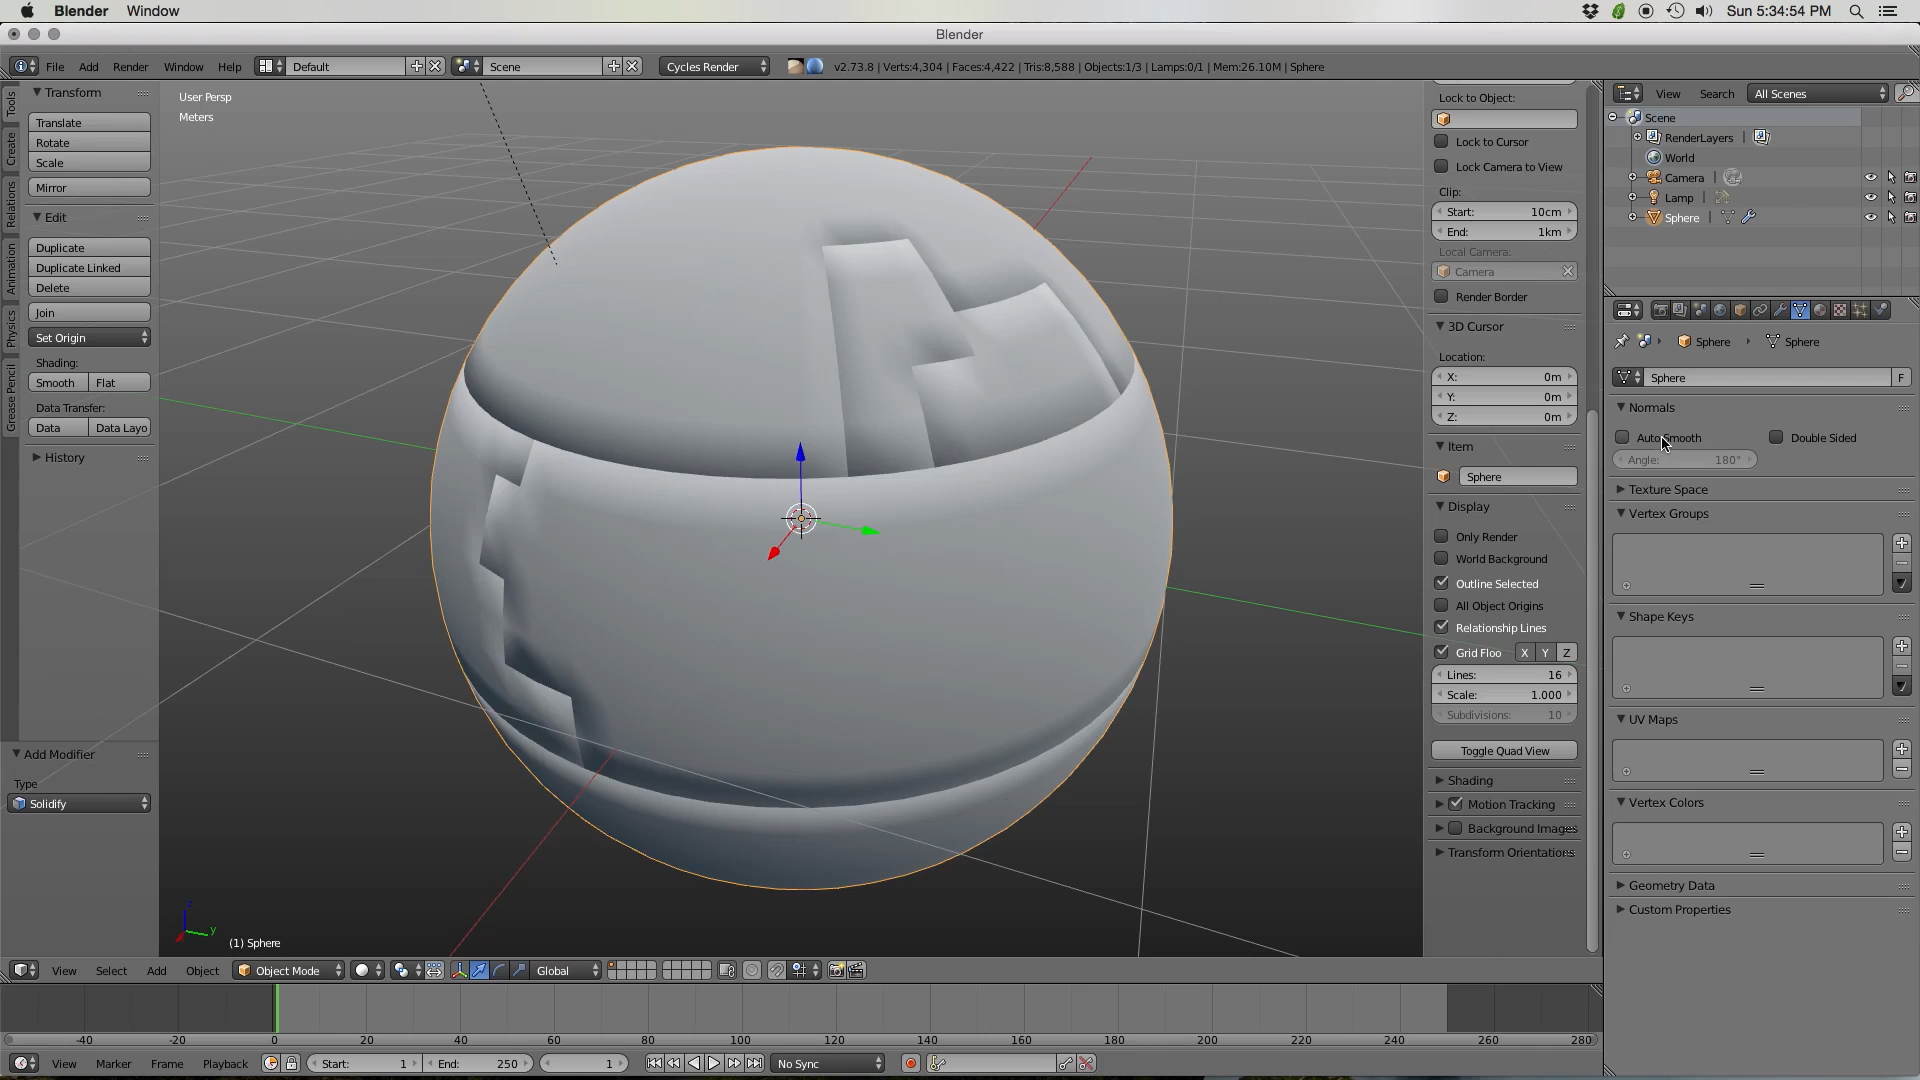 Blender Window Sun 5:34:54 PM
Blender
File Add Render Window Help Default Scene Cycles Render v2.73.8 | Verts:4,304 | Faces:4,422 | Tris:8,588 | Objects:1/3 | Lamps:0/1 | Mem:26.10M | Sphere
Tools
Create
Relations
Animation
Physics
Grease Pencil
Transform
Translate
Rotate
Scale
Mirror
Edit
Duplicate
Duplicate Linked
Delete
Join
Set Origin
Shading:
Smooth Flat
Data Transfer:
Data Data Layo
History
Add Modifier
Type
Solidify
User Persp
Meters
z
y
(1) Sphere
Lock to Object:
Lock to Cursor
Lock Camera to View
Clip:
Start: 10cm
End: 1km
Local Camera:
Camera
Render Border
3D Cursor
Location:
X: 0m
Y: 0m
Z: 0m
Item
Sphere
Display
Only Render
World Background
Outline Selected
All Object Origins
Relationship Lines
Grid Floo X Y Z
Lines: 16
Scale: 1.000
Subdivisions: 10
Toggle Quad View
Shading
Motion Tracking
Background Images
Transform Orientations
View Search All Scenes
Scene
RenderLayers |
World
Camera |
Lamp |
Sphere |
Sphere Sphere
Sphere F
Normals
Auto Smooth Double Sided
Angle: 180°
Texture Space
Vertex Groups
Shape Keys
UV Maps
Vertex Colors
Geometry Data
Custom Properties
View Select Add Object Object Mode Global
-40 -20 0 20 40 60 80 100 120 140 160 180 200 220 240 260 280
View Marker Frame Playback Start: 1 End: 250 1 No Sync